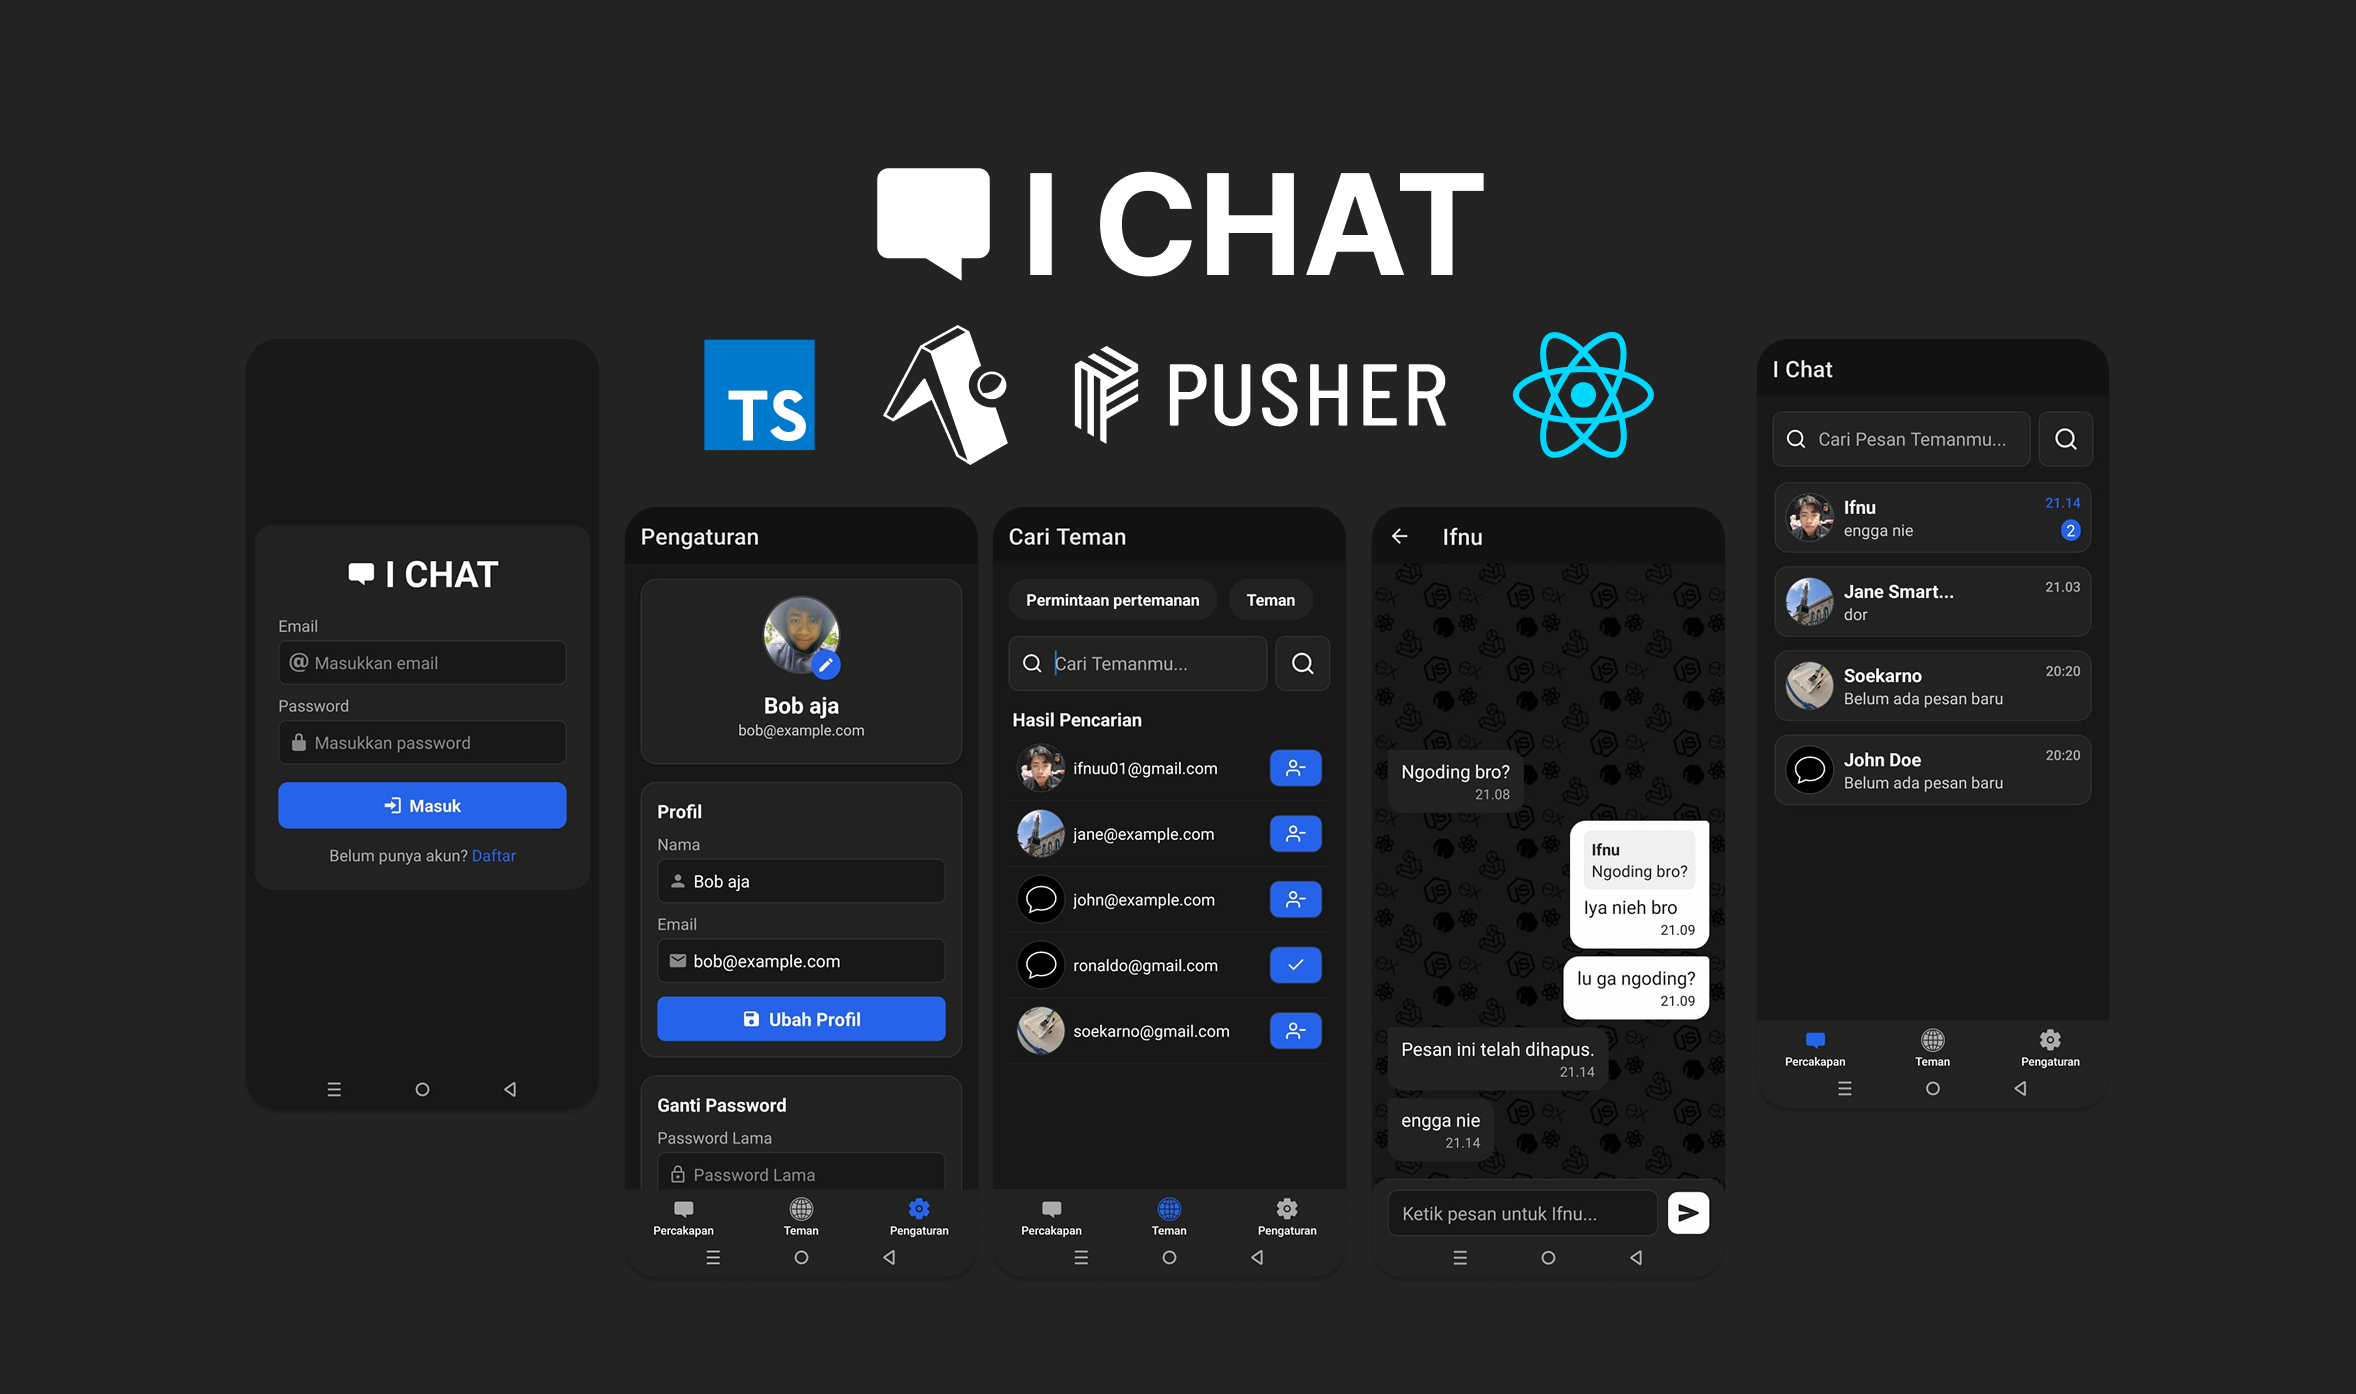 I CHAT
TS
PUSHER
I CHAT
Email
Masukkan email
Password
Masukkan password
Masuk
Belum punya akun? Daftar
Pengaturan
Bob aja
bob@example.com
Profil
Nama
Bob aja
Email
bob@example.com
Ubah Profil
Ganti Password
Password Lama
Password Lama
Percakapan
Teman
Pengaturan
Cari Teman
Permintaan pertemanan
Teman
Cari Temanmu...
Hasil Pencarian
ifnuu01@gmail.com
jane@example.com
john@example.com
ronaldo@gmail.com
soekarno@gmail.com
Percakapan
Teman
Pengaturan
Ifnu
Ngoding bro?
21.08
Ifnu
Ngoding bro?
Iya nieh bro
21.09
lu ga ngoding?
21.09
Pesan ini telah dihapus.
21.14
engga nie
21.14
Ketik pesan untuk Ifnu...
I Chat
Cari Pesan Temanmu...
Ifnu
21.14
engga nie
2
Jane Smart...
21.03
dor
Soekarno
20:20
Belum ada pesan baru
John Doe
20:20
Belum ada pesan baru
Percakapan
Teman
Pengaturan